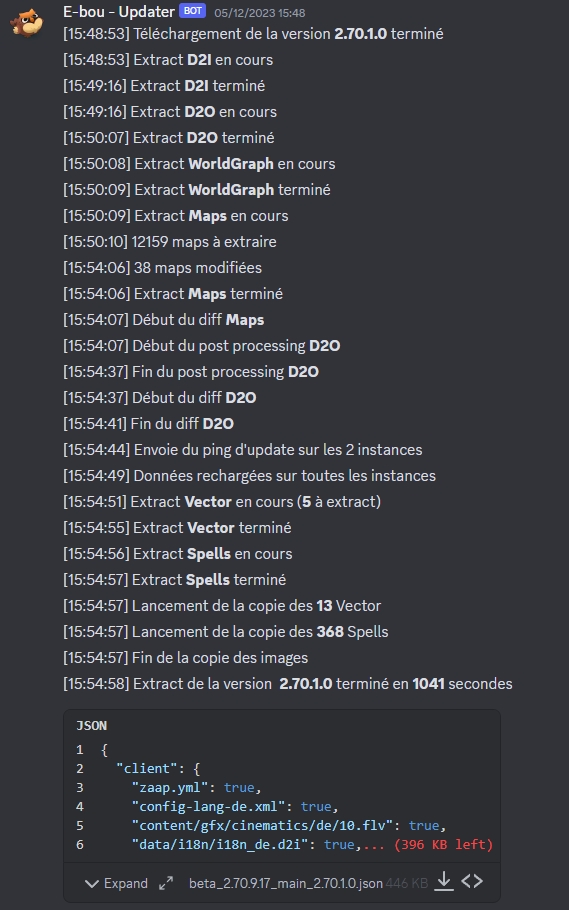 E-bou - Updater BOT 05/12/2023 15:48
[15:48:53] Téléchargement de la version 2.70.1.0 terminé
[15:48:53] Extract D2I en cours
[15:49:16] Extract D2I terminé
[15:49:16] Extract D2O en cours
[15:50:07] Extract D2O terminé
[15:50:08] Extract WorldGraph en cours
[15:50:09] Extract WorldGraph terminé
[15:50:09] Extract Maps en cours
[15:50:10] 12159 maps à extraire
[15:54:06] 38 maps modifiées
[15:54:06] Extract Maps terminé
[15:54:07] Début du diff Maps
[15:54:07] Début du post processing D2O
[15:54:37] Fin du post processing D2O
[15:54:37] Début du diff D2O
[15:54:41] Fin du diff D2O
[15:54:44] Envoie du ping d'update sur les 2 instances
[15:54:49] Données rechargées sur toutes les instances
[15:54:51] Extract Vector en cours (5 à extract)
[15:54:55] Extract Vector terminé
[15:54:56] Extract Spells en cours
[15:54:57] Extract Spells terminé
[15:54:57] Lancement de la copie des 13 Vector
[15:54:57] Lancement de la copie des 368 Spells
[15:54:57] Fin de la copie des images
[15:54:58] Extract de la version 2.70.1.0 terminé en 1041 secondes
JSON
1 {
2 "client": {
3 "zaap.yml": true,
4 "config-lang-de.xml": true,
5 "content/gfx/cinematics/de/10.flv": true,
6 "data/i18n/i18n_de.d2i": true,... (396 KB left)
Expand beta_2.70.9.17_main_2.70.1.0.json 446 KB